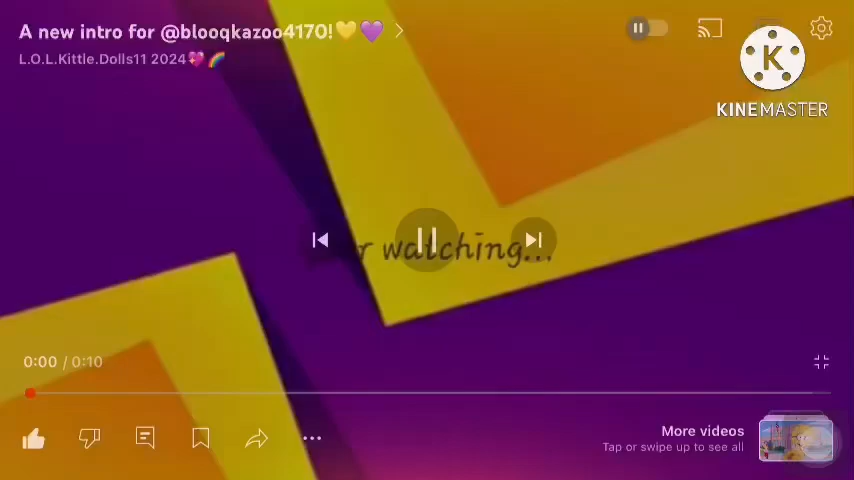 A new intro for @blooqkazoo4170!💛💜
L.O.L.Kittle.Dolls11 2024💖🌈
KINEMASTER
watching...
0:00 / 0:10
More videos
Tap or swipe up to see all